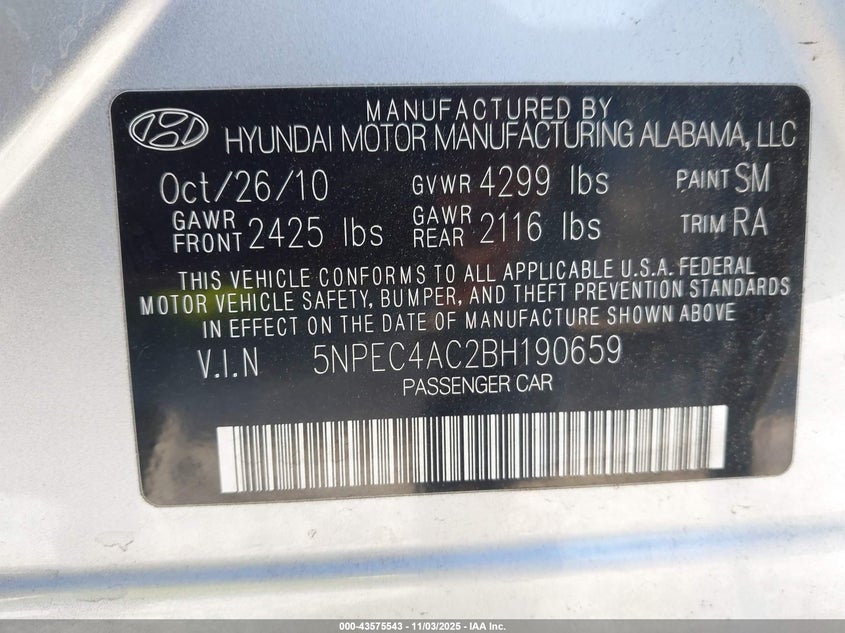 MANUFACTURED BY
HYUNDAI MOTOR MANUFACTURING ALABAMA, LLC
Oct/26/10 GVWR 4299 lbs PAINT SM
GAWR FRONT 2425 lbs GAWR REAR 2116 lbs TRIM RA
THIS VEHICLE CONFORMS TO ALL APPLICABLE U.S.A. FEDERAL
MOTOR VEHICLE SAFETY, BUMPER, AND THEFT PREVENTION STANDARDS
IN EFFECT ON THE DATE OF MANUFACTURE SHOWN ABOVE
V.I.N 5NPEC4AC2BH190659
PASSENGER CAR
000-43575543 - 11/03/2025 - IAA Inc.